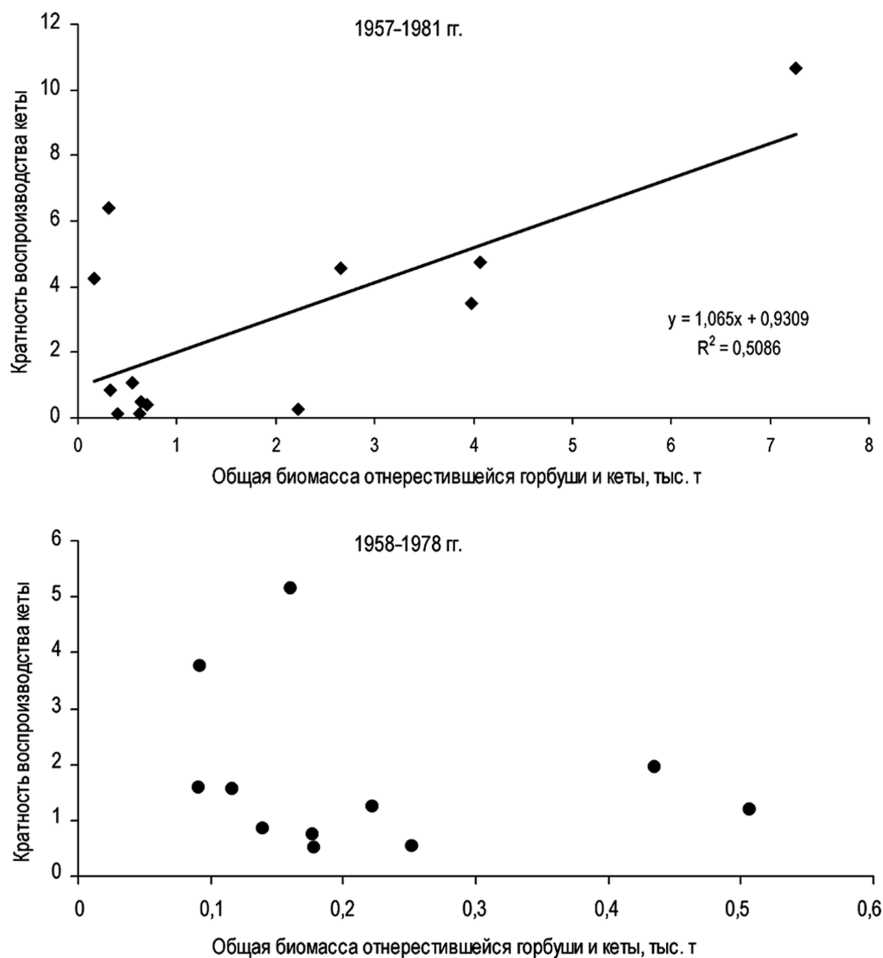 1957–1981 гг.
Кратность воспроизводства кеты
12
10
8
6
4
2
0
y = 1,065x + 0,9309
R² = 0,5086
0 1 2 3 4 5 6 7 8
Общая биомасса отнерестившейся горбуши и кеты, тыс. т
1958–1978 гг.
Кратность воспроизводства кеты
6
5
4
3
2
1
0
0 0,1 0,2 0,3 0,4 0,5 0,6
Общая биомасса отнерестившейся горбуши и кеты, тыс. т